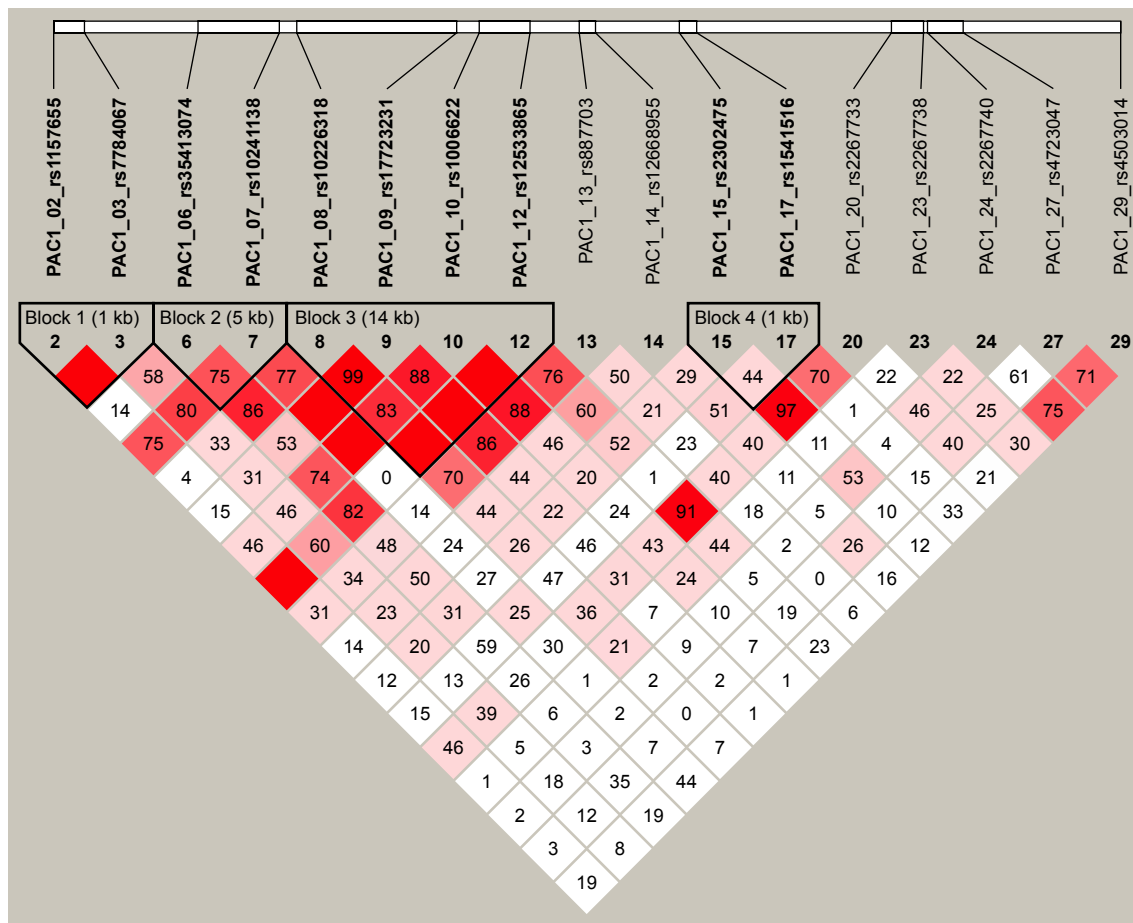 PAC1_02_rs1157655
PAC1_03_rs7784067
PAC1_06_rs35413074
PAC1_07_rs10241138
PAC1_08_rs10226318
PAC1_09_rs17723231
PAC1_10_rs1006622
PAC1_12_rs12533865
PAC1_13_rs887703
PAC1_14_rs12668955
PAC1_15_rs2302475
PAC1_17_rs1541516
PAC1_20_rs2267733
PAC1_23_rs2267738
PAC1_24_rs2267740
PAC1_27_rs4723047
PAC1_29_rs4503014
Block 1 (1 kb) Block 2 (5 kb) Block 3 (14 kb) Block 4 (1 kb)
2 3 6 7 8 9 10 12 13 14 15 17 20 23 24 27 29
58 75 77 99 88 76 50 29 44 70 22 22 61 71
14 80 86 83 88 60 21 51 97 1 46 25 75
75 33 53 86 46 52 23 40 11 4 40 30
4 31 74 0 70 44 20 1 40 11 53 15 21
15 46 82 14 44 22 24 91 18 5 10 33
46 60 48 24 26 46 43 44 2 26 12
34 50 27 47 31 24 5 0 16
31 23 31 25 36 7 10 19 6
14 20 59 30 21 9 7 23
12 13 26 1 2 2 1
15 39 6 2 0 1
46 5 3 7 7
1 18 35 44
2 12 19
3 8
19